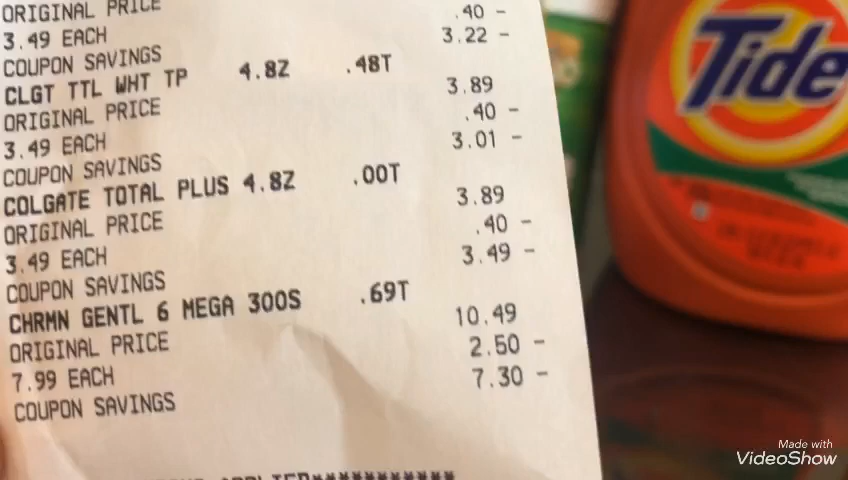 ORIGINAL PRICE .40 -
3.49 EACH 3.22 -
COUPON SAVINGS
CLGT TTL WHT TP 4.8Z .48T
ORIGINAL PRICE 3.89
3.49 EACH .40 -
COUPON SAVINGS 3.01 -
COLGATE TOTAL PLUS 4.8Z .00T
ORIGINAL PRICE 3.89
3.49 EACH .40 -
COUPON SAVINGS 3.49 -
CHRMN GENTL 6 MEGA 300S .69T
ORIGINAL PRICE 10.49
7.99 EACH 2.50 -
COUPON SAVINGS 7.30 -
Tide
Made with
VideoShow